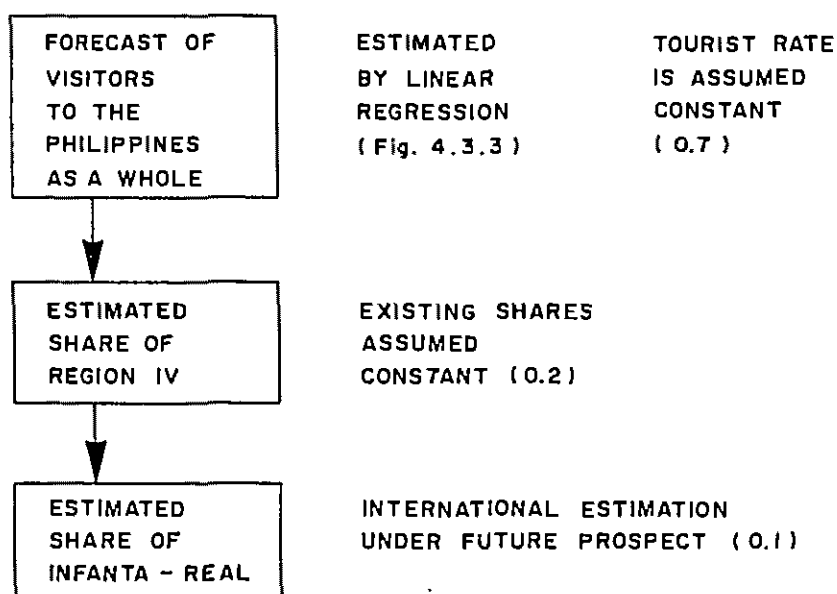 FORECAST OF
VISITORS
TO THE
PHILIPPINES
AS A WHOLE
ESTIMATED
BY LINEAR
REGRESSION
(Fig. 4.3.3)
TOURIST RATE
IS ASSUMED
CONSTANT
(0.7)
ESTIMATED
SHARE OF
REGION IV
EXISTING SHARES
ASSUMED
CONSTANT (0.2)
ESTIMATED
SHARE OF
INFANTA - REAL
INTERNATIONAL ESTIMATION
UNDER FUTURE PROSPECT (0.1)